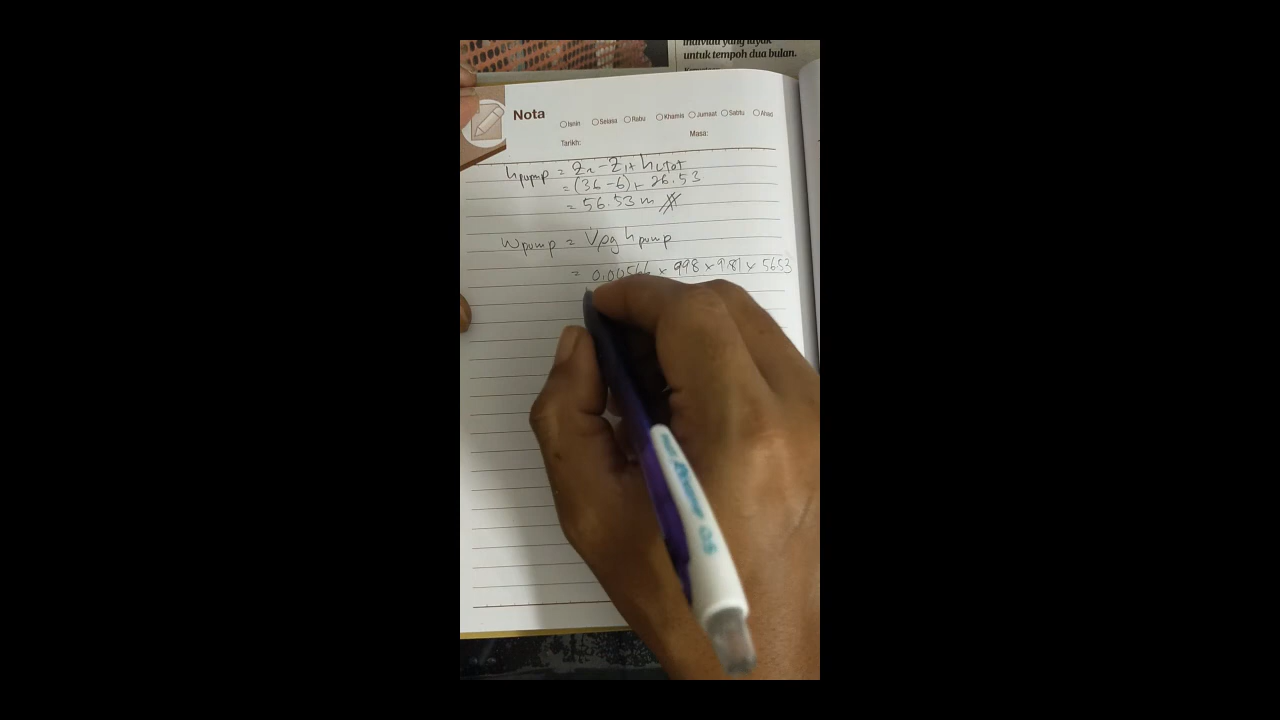 untuk tempoh dua bulan.
Nota
Isnin Selasa Rabu Khamis Jumaat Sabtu Ahad
Tarikh: Masa:
hpump = Z2 - Z1 + hLtot
= (36 - 6) + 26.53
= 56.53 m
Wpump = V̇ρg hpump
= 0.00566 x 998 x 9.81 x 56.53